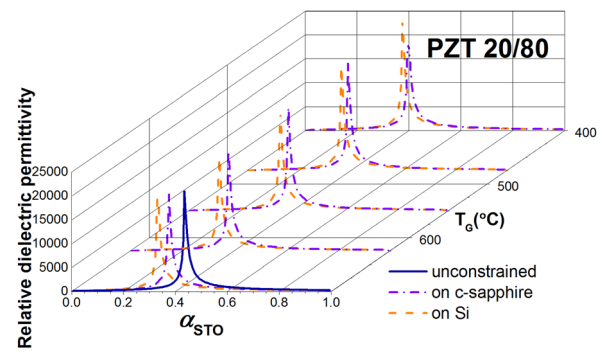 PZT 20/80
Relative dielectric permittivity
25000
20000
15000
10000
5000
0
0.0 0.2 0.4 0.6 0.8 1.0
αSTO
400
500
600
TG(°C)
unconstrained
on c-sapphire
on Si